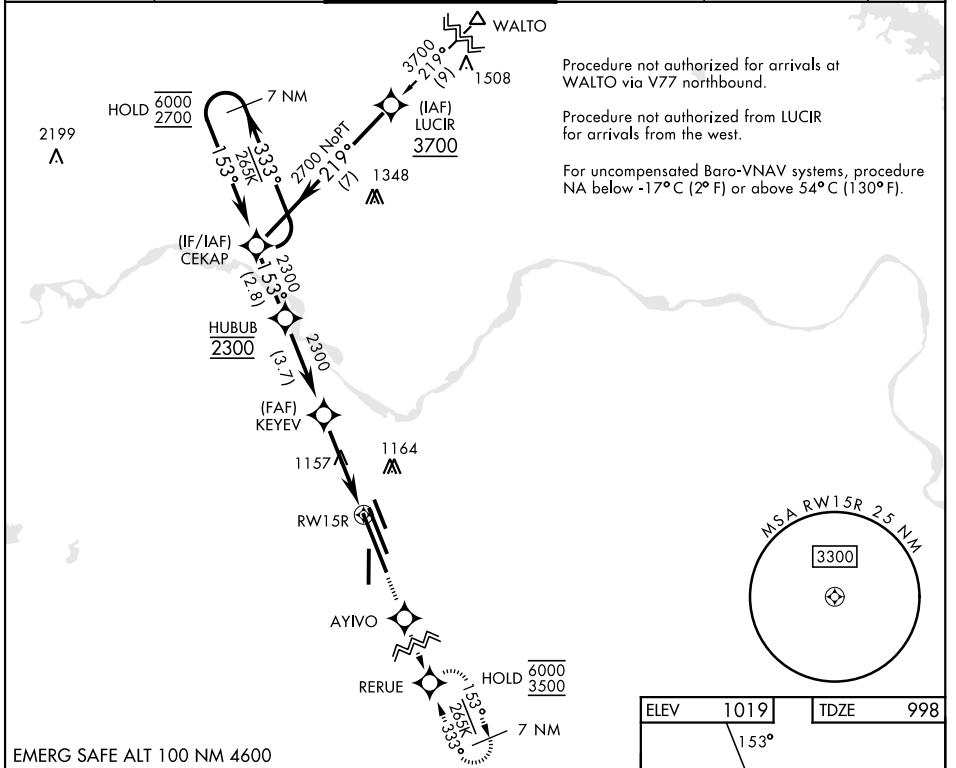 WALTO
3700
219°
(9)
1508
Procedure not authorized for arrivals at
WALTO via V77 northbound.
Procedure not authorized from LUCIR
for arrivals from the west.
For uncompensated Baro-VNAV systems, procedure
NA below -17°C (2°F) or above 54°C (130°F).
HOLD 6000
2700
7 NM
(IAF)
LUCIR
3700
2199
153°
265K
333°
2700 NoPT
219°
(7)
1348
(IF/IAF)
CEKAP
2300
153°
(2.8)
HUBUB
2300
2300
(3.7)
(FAF)
KEYEV
1157
1164
RW15R
MSA RW15R 25 NM
3300
AYIVO
RERUE
HOLD 6000
3500
153°
265K
333°
7 NM
ELEV 1019
TDZE 998
153°
EMERG SAFE ALT 100 NM 4600